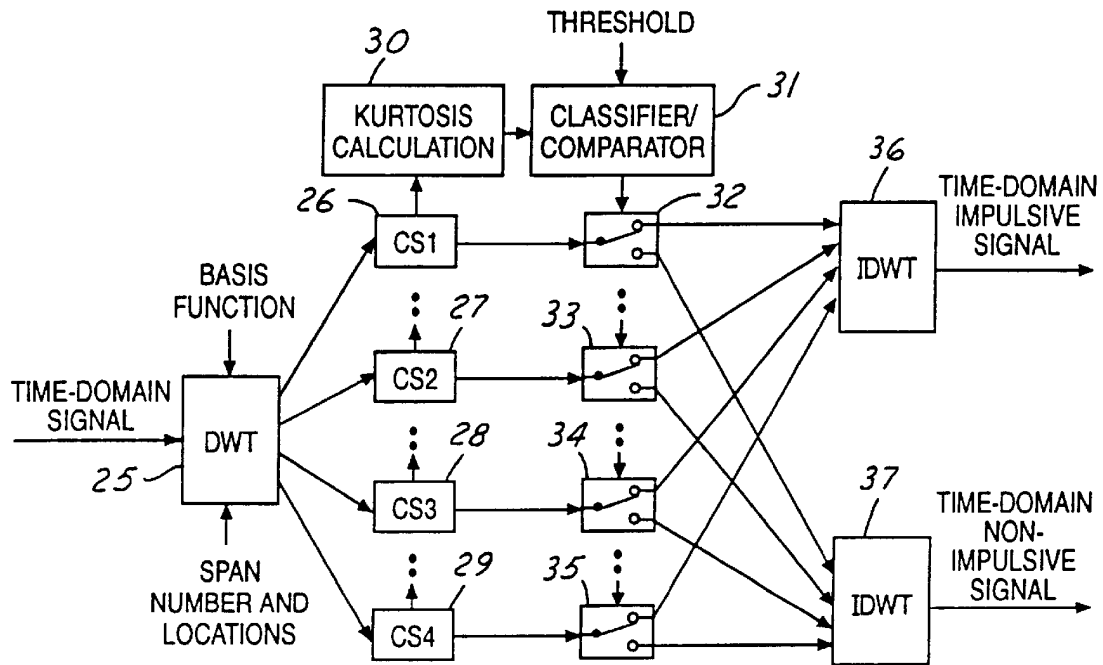 THRESHOLD
30
KURTOSIS
CALCULATION
CLASSIFIER/
COMPARATOR
31
26
CS1
32
36
IDWT
TIME-DOMAIN
IMPULSIVE
SIGNAL
BASIS
FUNCTION
27
CS2
33
TIME-DOMAIN
SIGNAL
DWT
25
28
CS3
34
37
IDWT
TIME-DOMAIN
NON-
IMPULSIVE
SIGNAL
SPAN
NUMBER AND
LOCATIONS
29
CS4
35